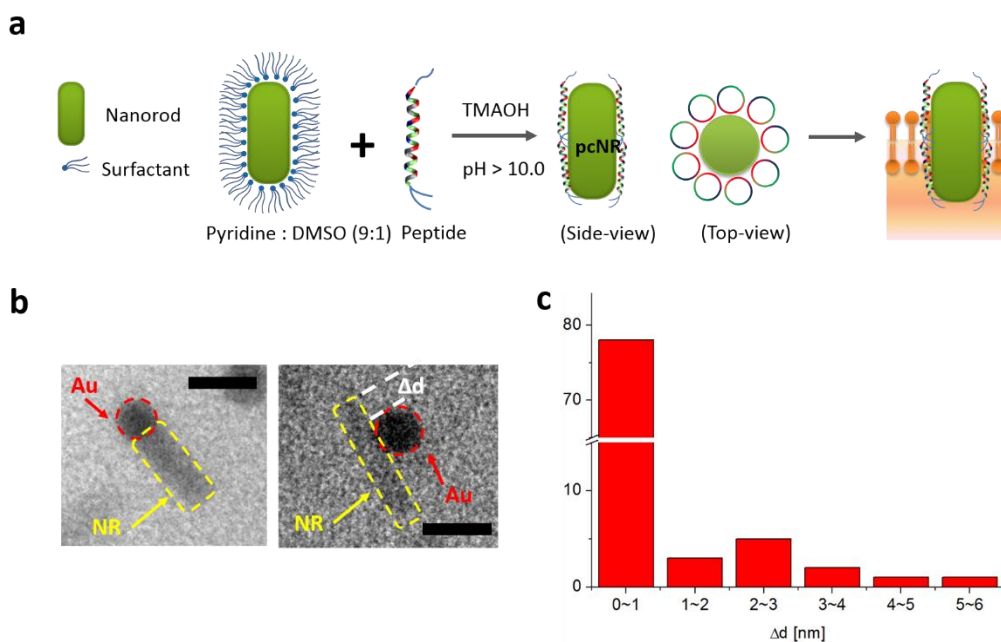 a
Nanorod
Surfactant
Pyridine : DMSO (9:1)
Peptide
TMAOH
pH > 10.0
pcNR
(Side-view)
(Top-view)
b
Au
NR
Δd
Au
NR
c
80
70
10
0
0~1
1~2
2~3
3~4
4~5
5~6
Δd [nm]